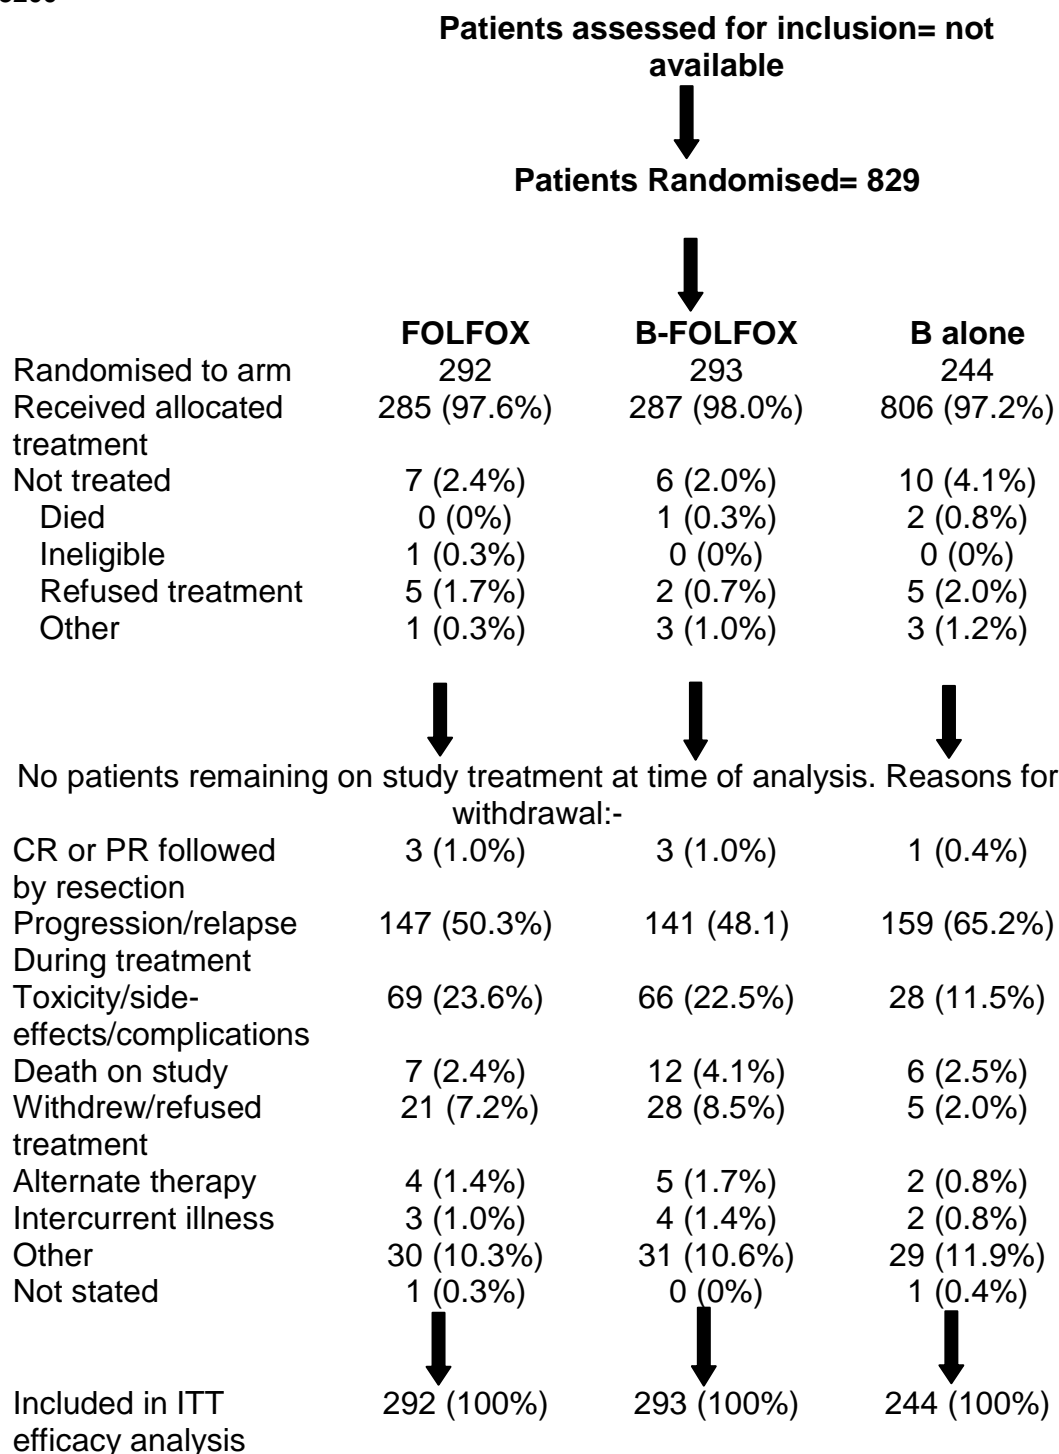 Patients assessed for inclusion= not
available
Patients Randomised= 829
FOLFOX B-FOLFOX B alone
Randomised to arm 292 293 244
Received allocated 285 (97.6%) 287 (98.0%) 806 (97.2%)
treatment
Not treated 7 (2.4%) 6 (2.0%) 10 (4.1%)
Died 0 (0%) 1 (0.3%) 2 (0.8%)
Ineligible 1 (0.3%) 0 (0%) 0 (0%)
Refused treatment 5 (1.7%) 2 (0.7%) 5 (2.0%)
Other 1 (0.3%) 3 (1.0%) 3 (1.2%)
No patients remaining on study treatment at time of analysis. Reasons for
withdrawal:-
CR or PR followed 3 (1.0%) 3 (1.0%) 1 (0.4%)
by resection
Progression/relapse 147 (50.3%) 141 (48.1) 159 (65.2%)
During treatment
Toxicity/side- 69 (23.6%) 66 (22.5%) 28 (11.5%)
effects/complications
Death on study 7 (2.4%) 12 (4.1%) 6 (2.5%)
Withdrew/refused 21 (7.2%) 28 (8.5%) 5 (2.0%)
treatment
Alternate therapy 4 (1.4%) 5 (1.7%) 2 (0.8%)
Intercurrent illness 3 (1.0%) 4 (1.4%) 2 (0.8%)
Other 30 (10.3%) 31 (10.6%) 29 (11.9%)
Not stated 1 (0.3%) 0 (0%) 1 (0.4%)
Included in ITT 292 (100%) 293 (100%) 244 (100%)
efficacy analysis